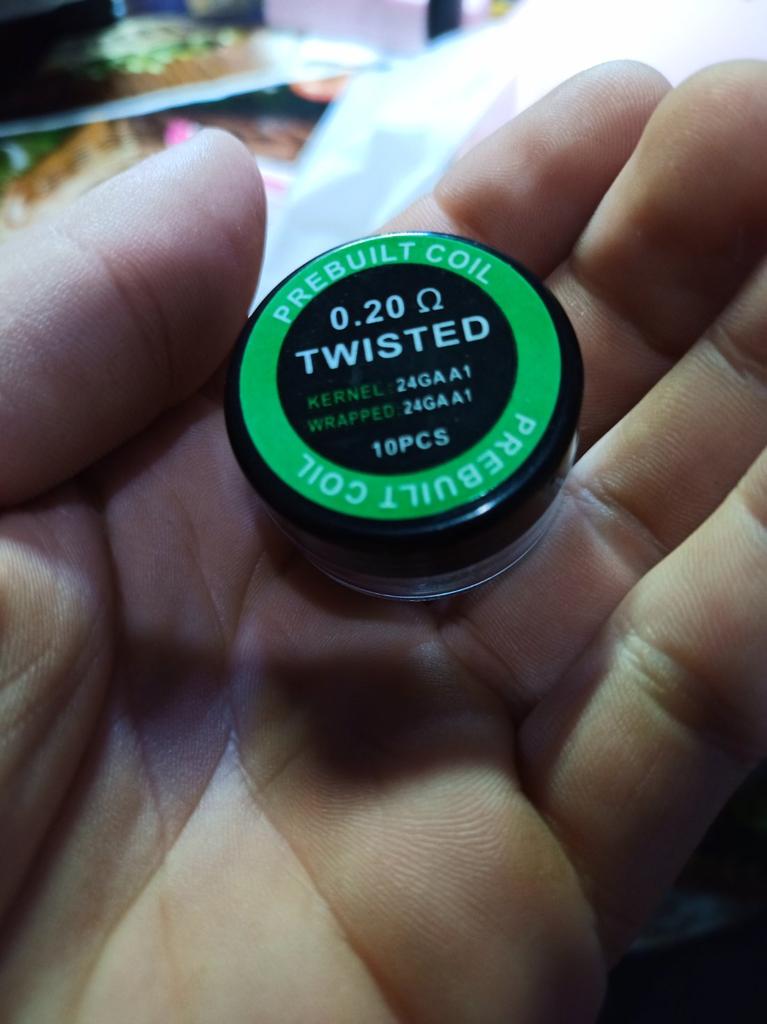 PREBUILT COIL
0.20 Ω
TWISTED
KERNEL: 24GA A1
WRAPPED: 24GA A1
10PCS
PREBUILT COIL